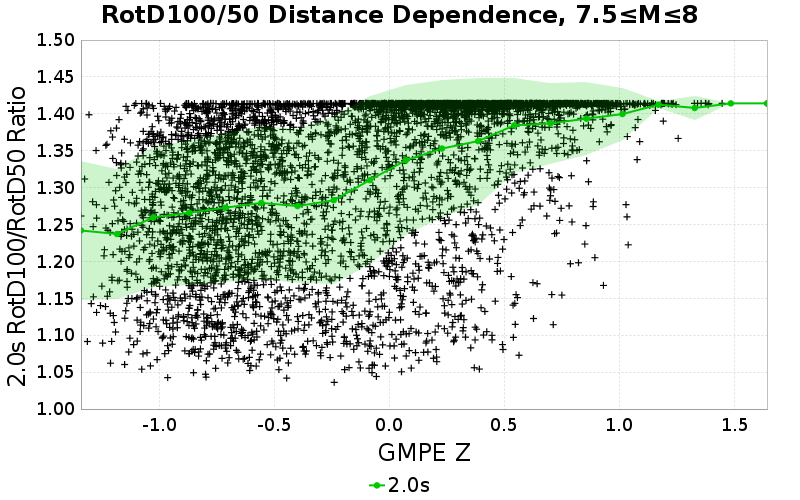 RotD100/50 Distance Dependence, 7.5≤M≤8
2.0s RotD100/RotD50 Ratio
1.50
1.45
1.40
1.35
1.30
1.25
1.20
1.15
1.10
1.05
1.00
-1.0 -0.5 0.0 0.5 1.0 1.5
GMPE Z
2.0s